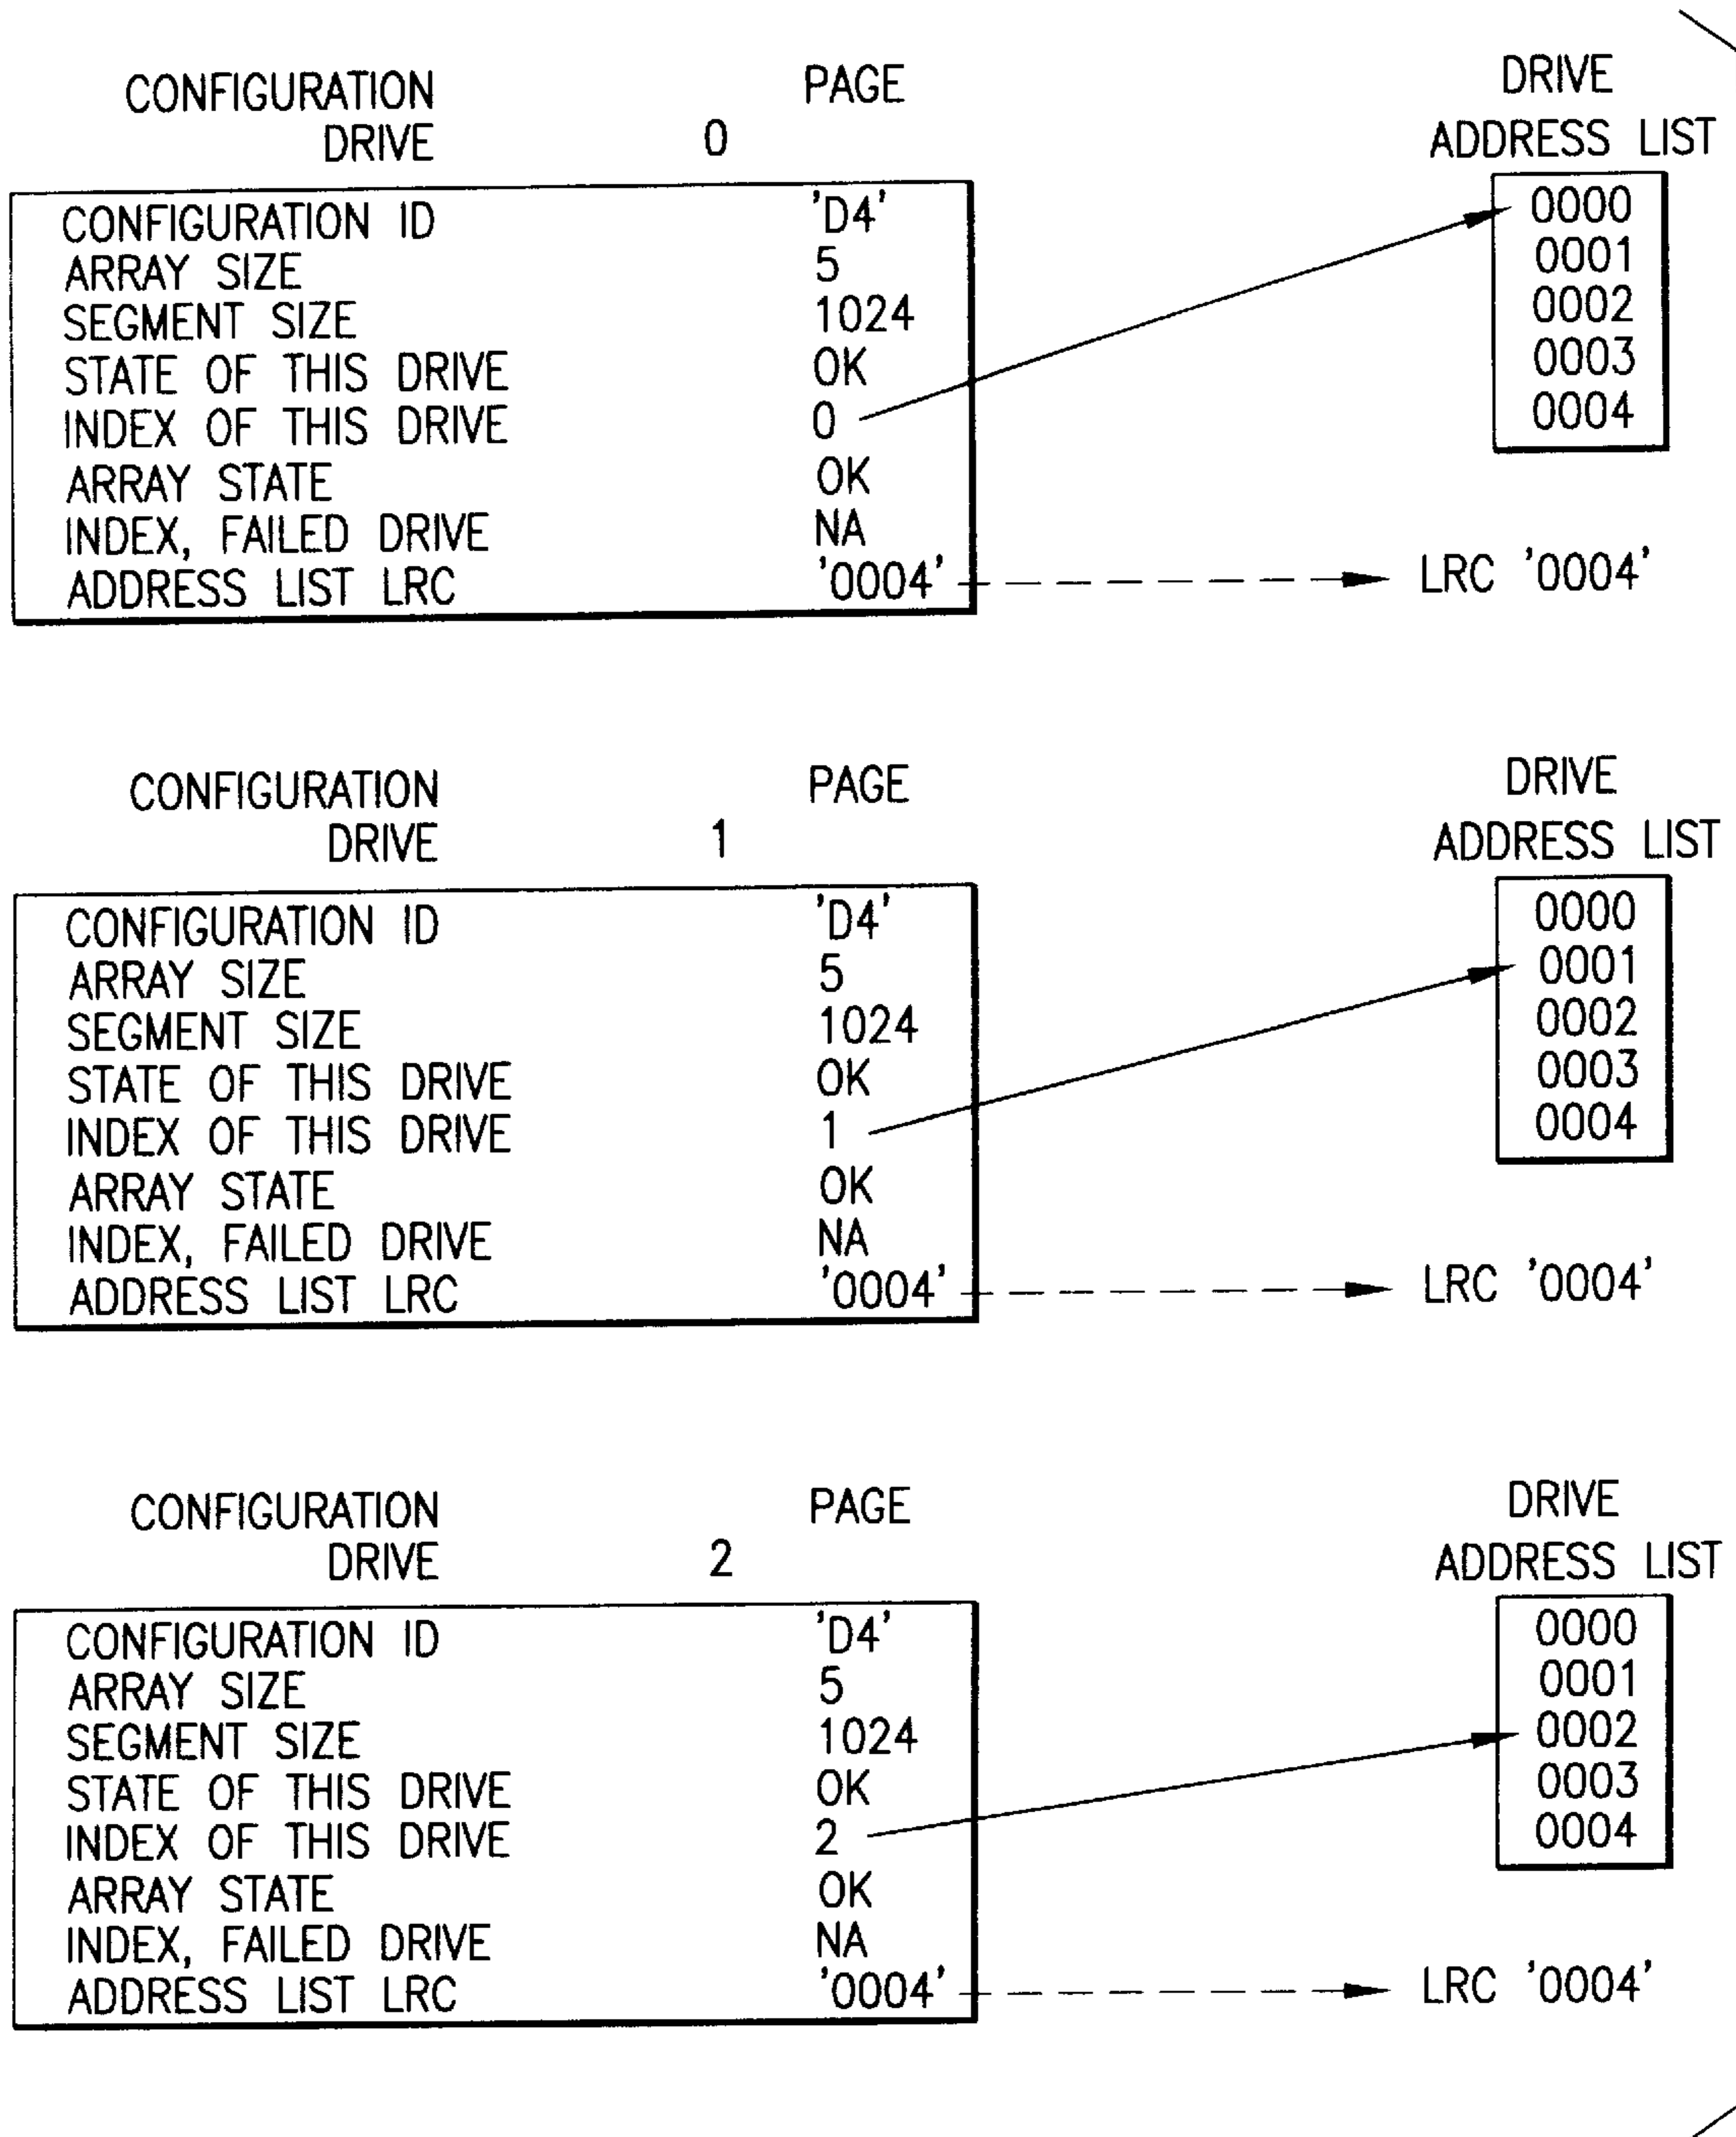 CONFIGURATION PAGE
DRIVE 0
CONFIGURATION ID 'D4'
ARRAY SIZE 5
SEGMENT SIZE 1024
STATE OF THIS DRIVE OK
INDEX OF THIS DRIVE 0
ARRAY STATE OK
INDEX, FAILED DRIVE NA
ADDRESS LIST LRC '0004'
DRIVE
ADDRESS LIST
0000
0001
0002
0003
0004
LRC '0004'
CONFIGURATION PAGE
DRIVE 1
CONFIGURATION ID 'D4'
ARRAY SIZE 5
SEGMENT SIZE 1024
STATE OF THIS DRIVE OK
INDEX OF THIS DRIVE 1
ARRAY STATE OK
INDEX, FAILED DRIVE NA
ADDRESS LIST LRC '0004'
DRIVE
ADDRESS LIST
0000
0001
0002
0003
0004
LRC '0004'
CONFIGURATION PAGE
DRIVE 2
CONFIGURATION ID 'D4'
ARRAY SIZE 5
SEGMENT SIZE 1024
STATE OF THIS DRIVE OK
INDEX OF THIS DRIVE 2
ARRAY STATE OK
INDEX, FAILED DRIVE NA
ADDRESS LIST LRC '0004'
DRIVE
ADDRESS LIST
0000
0001
0002
0003
0004
LRC '0004'